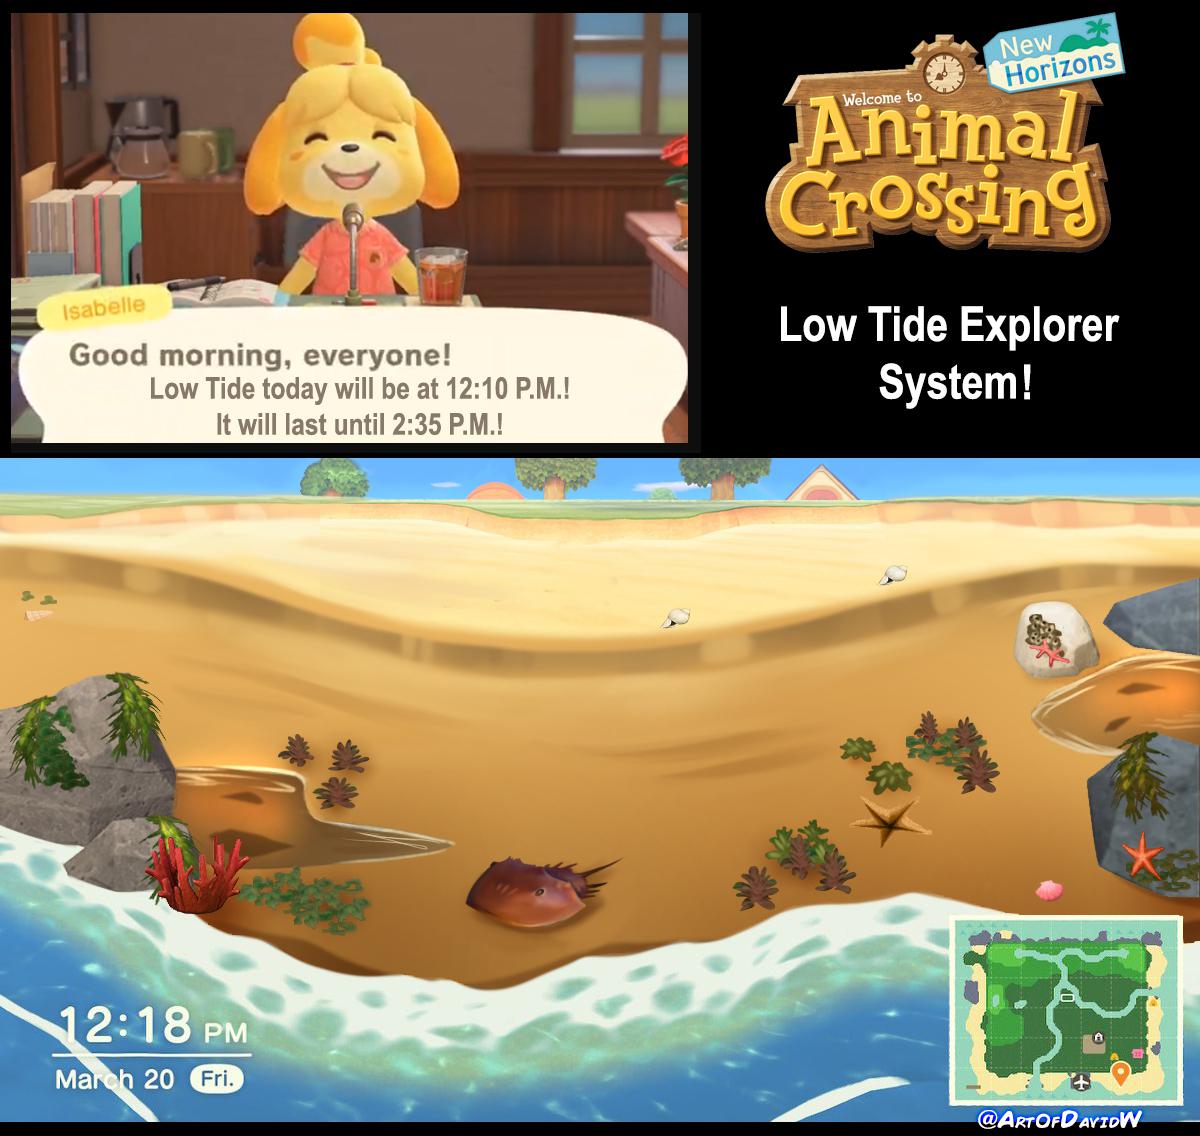 Isabelle
Good morning, everyone!
Low Tide today will be at 12:10 P.M.!
It will last until 2:35 P.M.!
New
Horizons
Welcome to
Animal
Crossing
Low Tide Explorer
System!
12:18 PM
March 20 Fri.
@ArtOfDavidW